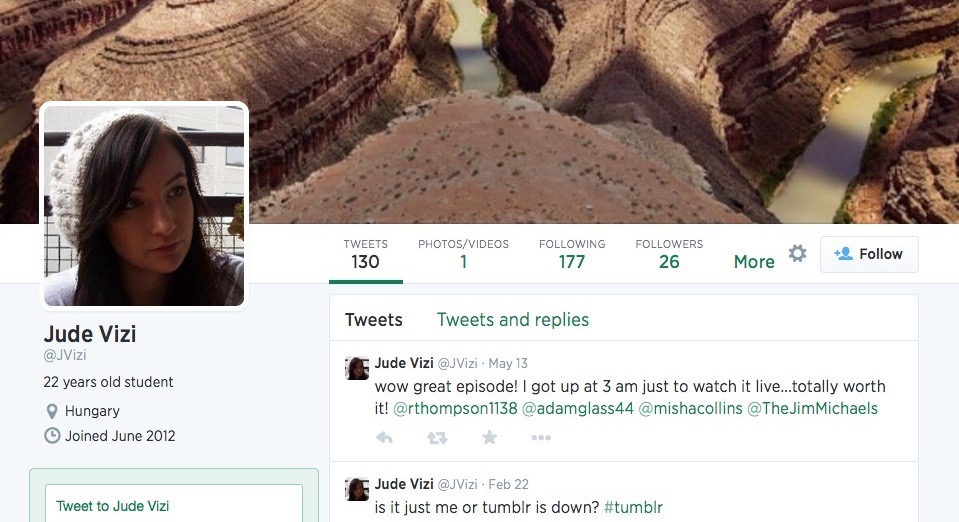 TWEETS PHOTOS/VIDEOS FOLLOWING FOLLOWERS
130 1 177 26 More Follow
Jude Vizi
@JVizi
22 years old student
Hungary
Joined June 2012
Tweet to Jude Vizi
Tweets Tweets and replies
Jude Vizi @JVizi · May 13
wow great episode! I got up at 3 am just to watch it live...totally worth
it! @rthompson1138 @adamglass44 @mishacollins @TheJimMichaels
Jude Vizi @JVizi · Feb 22
is it just me or tumblr is down? #tumblr